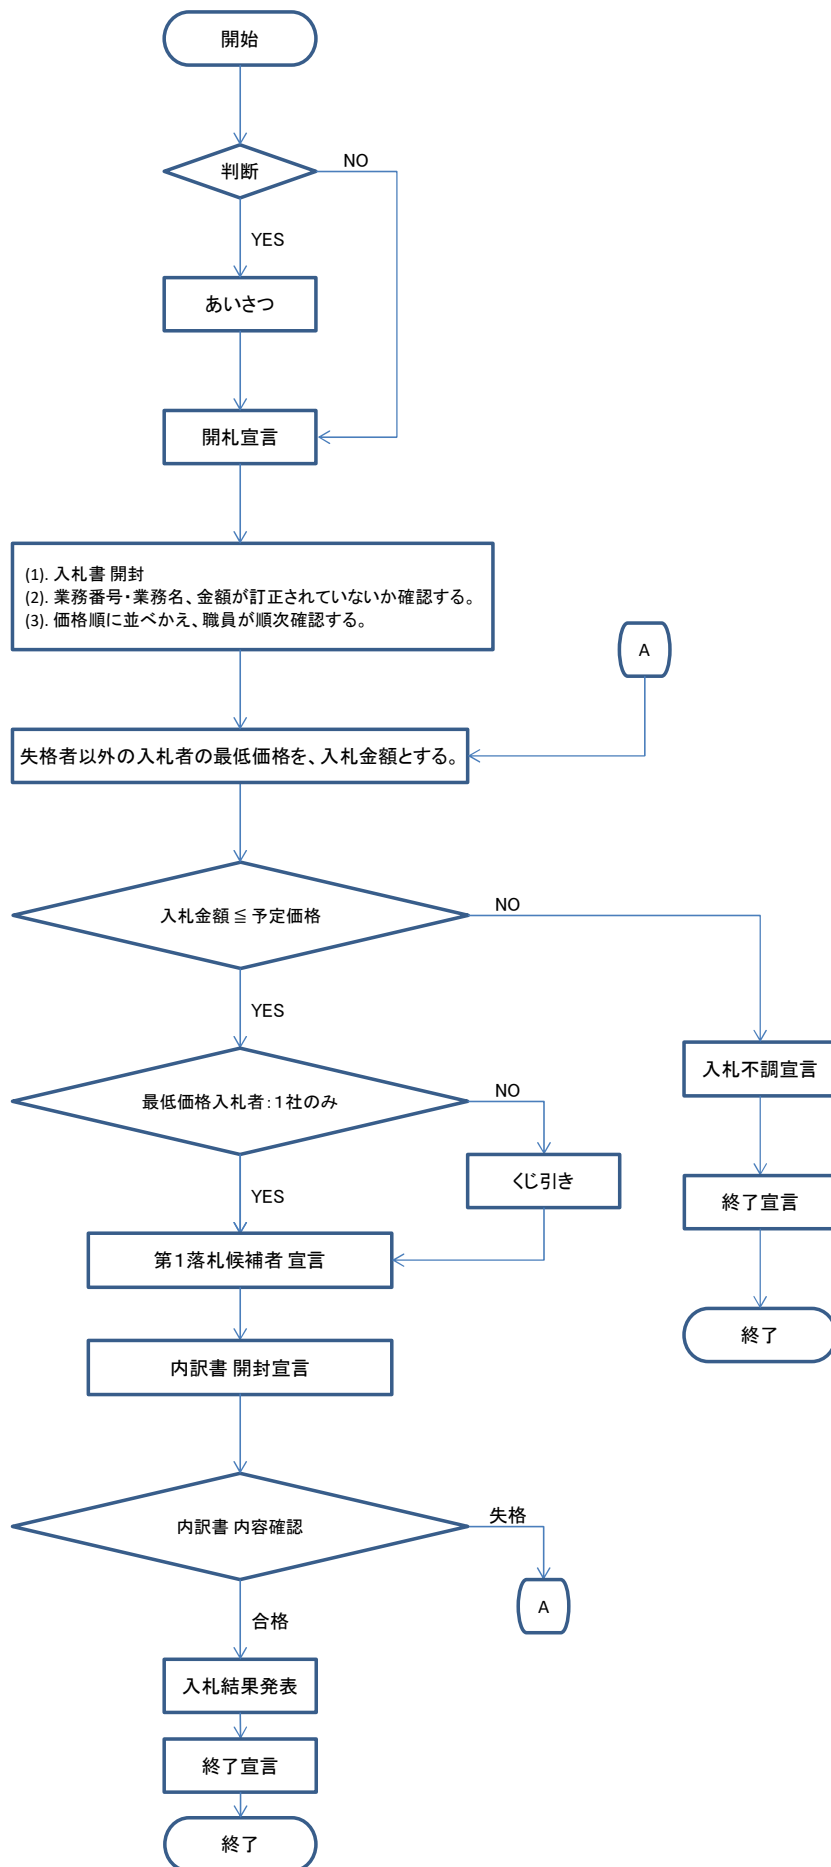 開始
判断
NO
YES
あいさつ
開札宣言
(1). 入札書 開封
(2). 業務番号・業務名、金額が訂正されていないか確認する。
(3). 価格順に並べかえ、職員が順次確認する。
A
失格者以外の入札者の最低価格を、入札金額とする。
入札金額 ≦ 予定価格
NO
YES
入札不調宣言
最低価格入札者：１社のみ
NO
くじ引き
YES
終了宣言
第１落札候補者 宣言
終了
内訳書 開封宣言
内訳書 内容確認
失格
A
合格
入札結果発表
終了宣言
終了